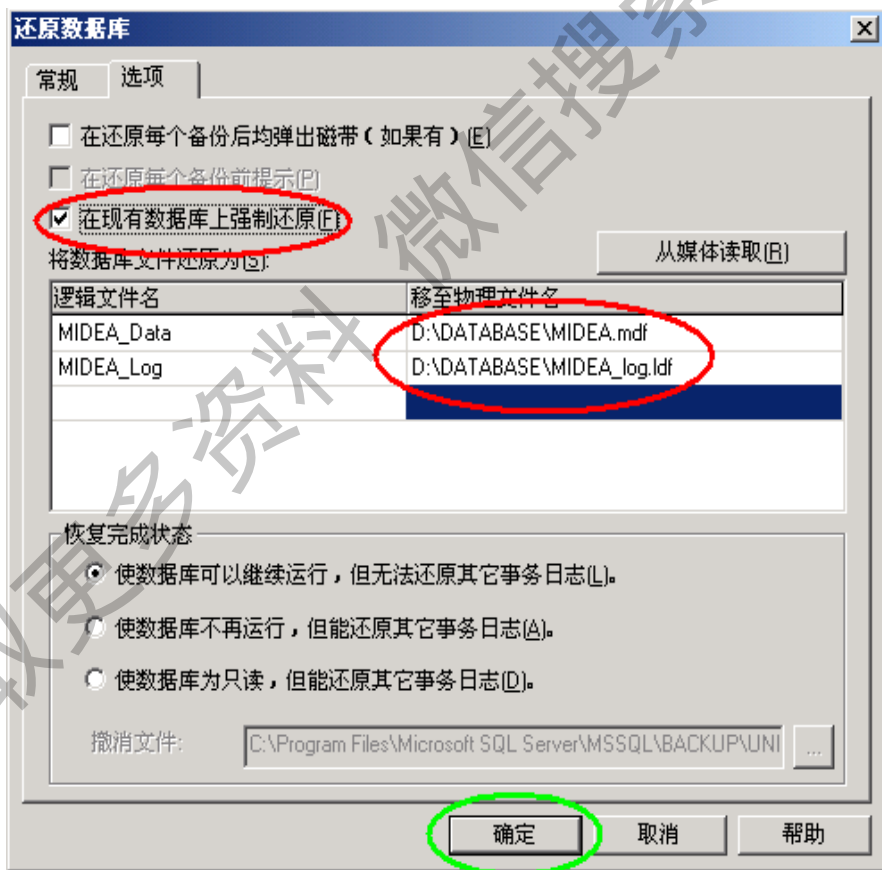 还原数据库
常规
选项
在还原每个备份后均弹出磁带(如果有)(E)
在还原每个备份前提示(P)
在现有数据库上强制还原(F)
将数据库文件还原为(S):
从媒体读取(R)
逻辑文件名 移至物理文件名
MIDEA_Data D:\DATABASE\MIDEA.mdf
MIDEA_Log D:\DATABASE\MIDEA_log.ldf
恢复完成状态
使数据库可以继续运行，但无法还原其它事务日志(L)。
使数据库不再运行，但能还原其它事务日志(A)。
使数据库为只读，但能还原其它事务日志(D)。
撤消文件: C:\Program Files\Microsoft SQL Server\MSSQL\BACKUP\UNI ...
确定 取消 帮助
取更多资料 微信搜索